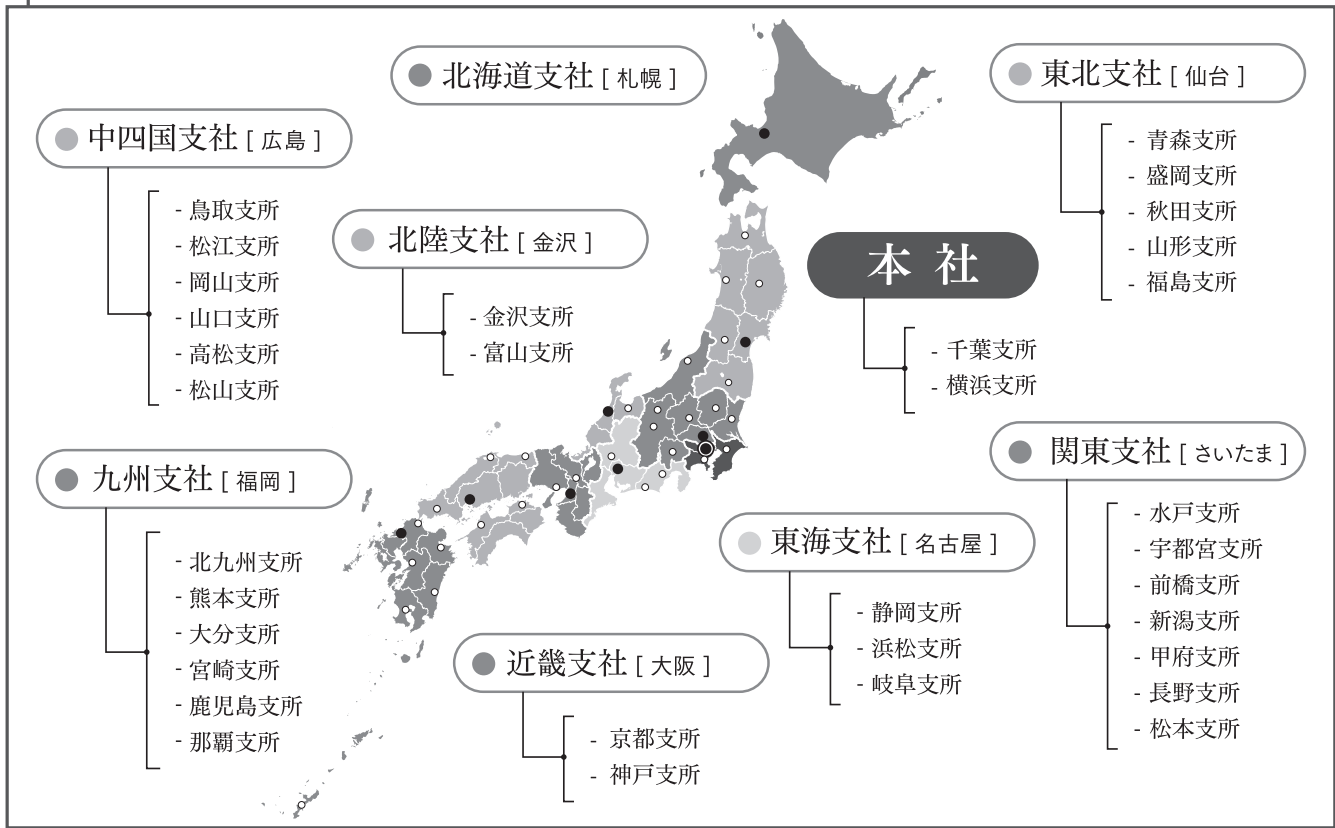 北海道支社 [ 札幌 ]
東北支社 [ 仙台 ]
- 青森支所
- 盛岡支所
- 秋田支所
- 山形支所
- 福島支所
中四国支社 [ 広島 ]
- 鳥取支所
- 松江支所
- 岡山支所
- 山口支所
- 高松支所
- 松山支所
北陸支社 [ 金沢 ]
- 金沢支所
- 富山支所
本社
- 千葉支所
- 横浜支所
関東支社 [ さいたま ]
- 水戸支所
- 宇都宮支所
- 前橋支所
- 新潟支所
- 甲府支所
- 長野支所
- 松本支所
九州支社 [ 福岡 ]
- 北九州支所
- 熊本支所
- 大分支所
- 宮崎支所
- 鹿児島支所
- 那覇支所
東海支社 [ 名古屋 ]
- 静岡支所
- 浜松支所
- 岐阜支所
近畿支社 [ 大阪 ]
- 京都支所
- 神戸支所